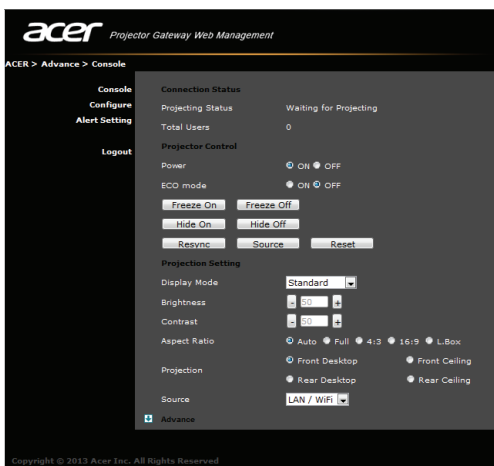 acer Projector Gateway Web Management
ACER > Advance > Console
Console
Configure
Alert Setting
Logout
Connection Status
Projecting Status Waiting for Projecting
Total Users 0
Projector Control
Power ON OFF
ECO mode ON OFF
Freeze On Freeze Off
Hide On Hide Off
Resync Source Reset
Projection Setting
Display Mode Standard
Brightness - 50 +
Contrast - 50 +
Aspect Ratio Auto Full 4:3 16:9 L.Box
Projection Front Desktop Front Ceiling
Rear Desktop Rear Ceiling
Source LAN / WiFi
+ Advance
Copyright © 2013 Acer Inc. All Rights Reserved